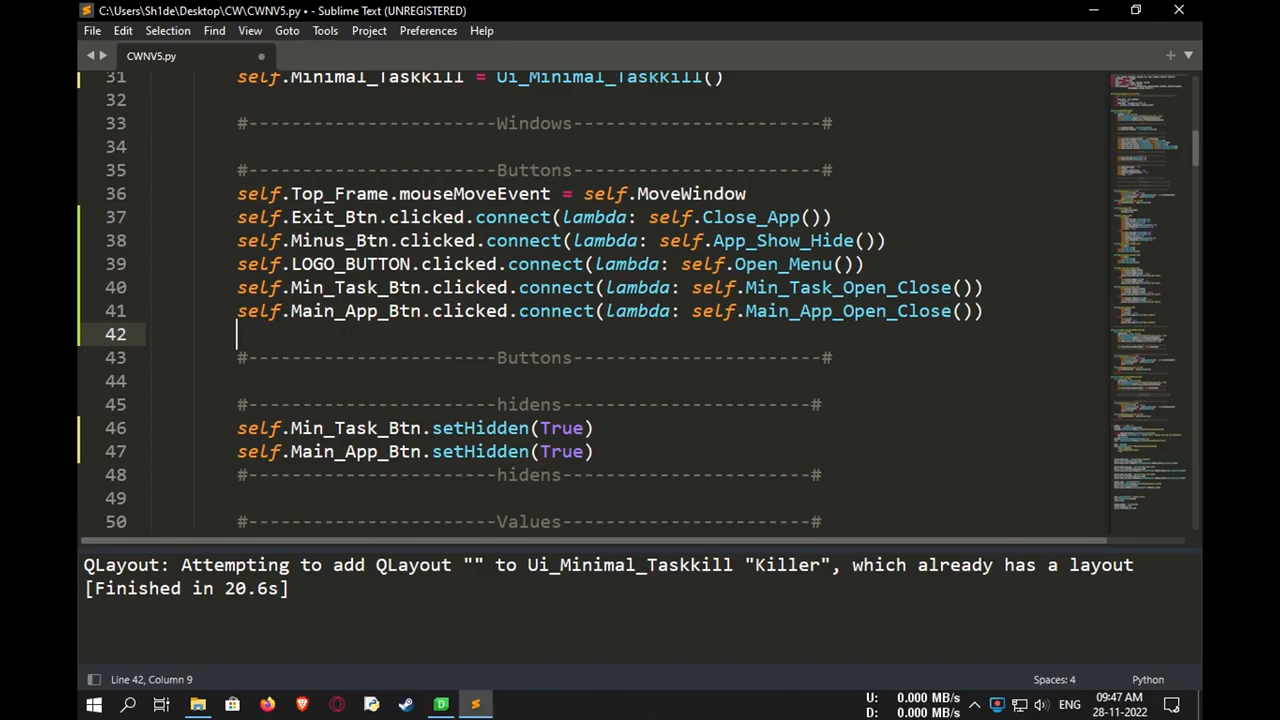 C:\Users\Sh1de\Desktop\CW\CWNV5.py • - Sublime Text (UNREGISTERED)
File Edit Selection Find View Goto Tools Project Preferences Help
CWNV5.py
31 self.Minimal_Taskkill = Ui_Minimal_Taskkill()
32
33 #-----------------------Windows-----------------------#
34
35 #-----------------------Buttons-----------------------#
36 self.Top_Frame.mouseMoveEvent = self.MoveWindow
37 self.Exit_Btn.clicked.connect(lambda: self.Close_App())
38 self.Minus_Btn.clicked.connect(lambda: self.App_Show_Hide())
39 self.LOGO_BUTTON.clicked.connect(lambda: self.Open_Menu())
40 self.Min_Task_Btn.clicked.connect(lambda: self.Min_Task_Open_Close())
41 self.Main_App_Btn.clicked.connect(lambda: self.Main_App_Open_Close())
42
43 #-----------------------Buttons-----------------------#
44
45 #-----------------------hidens-----------------------#
46 self.Min_Task_Btn.setHidden(True)
47 self.Main_App_Btn.setHidden(True)
48 #-----------------------hidens-----------------------#
49
50 #-----------------------Values-----------------------#
QLayout: Attempting to add QLayout "" to Ui_Minimal_Taskkill "Killer", which already has a layout
[Finished in 20.6s]
Line 42, Column 9 Spaces: 4 Python
U: 0.000 MB/s
D: 0.000 MB/s
ENG
09:47 AM
28-11-2022